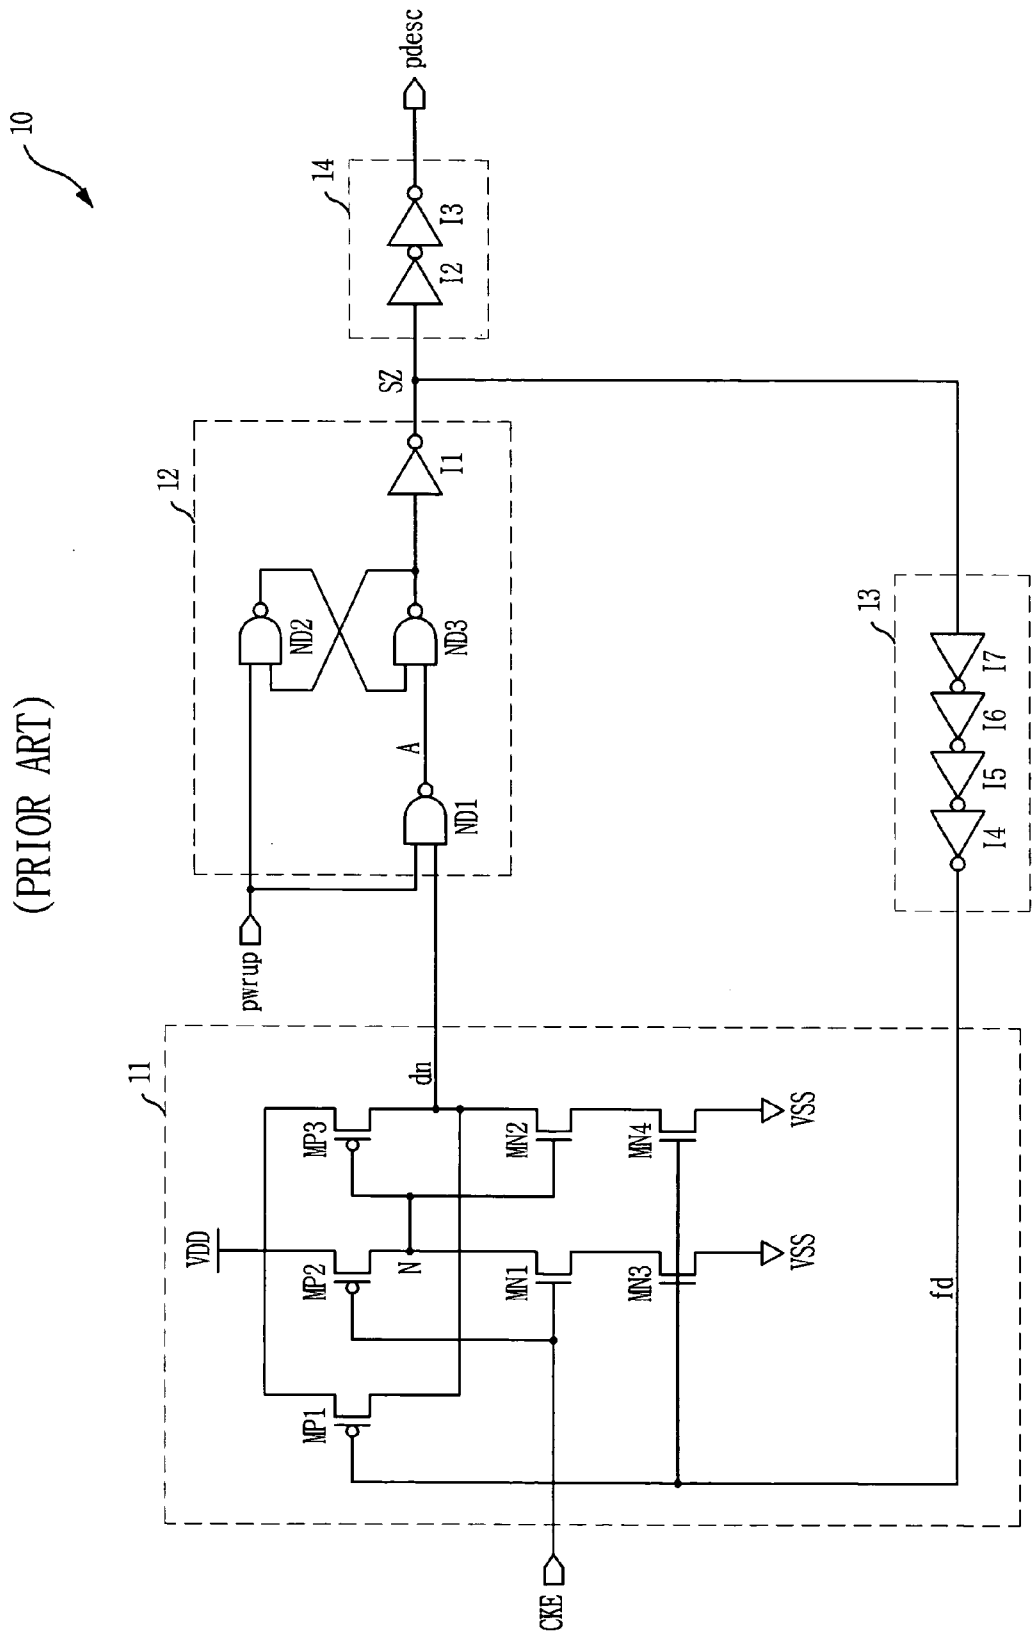 (PRIOR ART)
10
11
VDD
MP1
MP2
MP3
N
dn
MN1
MN2
MN3
MN4
VSS
VSS
CKE
fd
pwrup
12
ND1
A
ND2
ND3
I1
SZ
14
I2
I3
pdesc
13
I4
I5
I6
I7